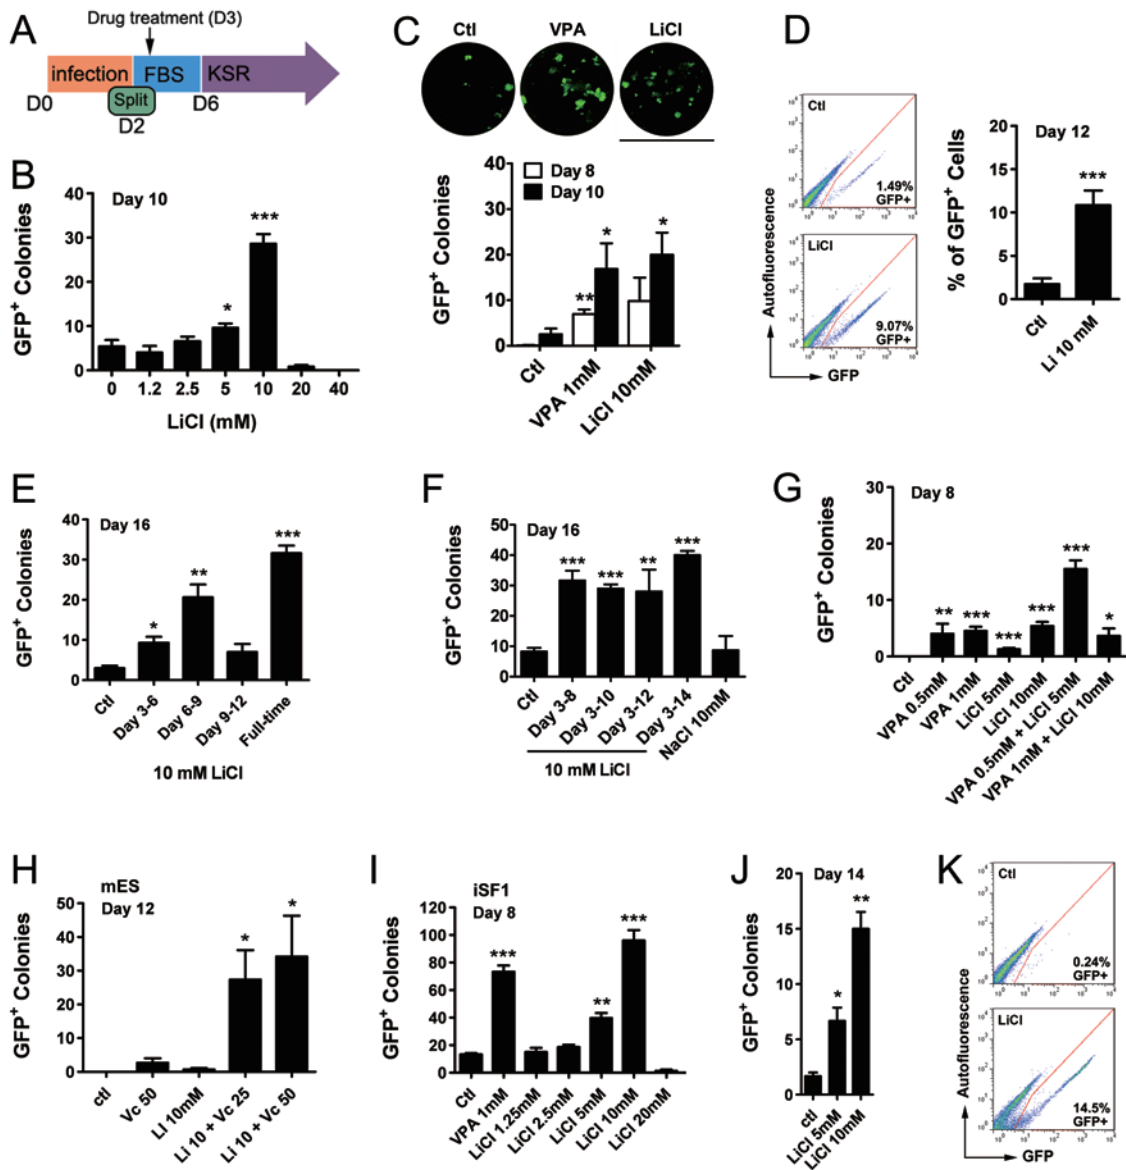 A
Drug treatment (D3)
infection
FBS
KSR
Split
D0
D2
D6
B
Day 10
GFP+ Colonies
40
30
20
10
0
0 1.2 2.5 5 10 20 40
* ***
LiCl (mM)
C
Ctl VPA LiCl
GFP+ Colonies
40
30
20
10
0
Day 8
Day 10
** * *
Ctl
VPA 1mM
LiCl 10mM
D
Ctl
1.49%
GFP+
LiCl
9.07%
GFP+
Autofluorescence
GFP
10⁰ 10¹ 10² 10³ 10⁴
% of GFP+ Cells
20
15
10
5
0
Day 12
***
Ctl
Li 10 mM
E
Day 16
GFP+ Colonies
40
30
20
10
0
* ** ***
Ctl
Day 3-6
Day 6-9
Day 9-12
Full-time
10 mM LiCl
F
Day 16
GFP+ Colonies
50
40
30
20
10
0
*** *** ** ***
Ctl
Day 3-8
Day 3-10
Day 3-12
Day 3-14
NaCl 10mM
10 mM LiCl
G
Day 8
GFP+ Colonies
30
20
10
0
** *** *** *** *** *
Ctl
VPA 0.5mM
VPA 1mM
LiCl 5mM
LiCl 10mM
VPA 0.5mM + LiCl 5mM
VPA 1mM + LiCl 10mM
H
mES
Day 12
GFP+ Colonies
50
40
30
20
10
0
* *
ctl
Vc 50
LI 10mM
Li 10 + Vc 25
Li 10 + Vc 50
I
iSF1
Day 8
GFP+ Colonies
120
100
80
60
40
20
0
*** ** ***
Ctl
VPA 1mM
LiCl 1.25mM
LiCl 2.5mM
LiCl 5mM
LiCl 10mM
LiCl 20mM
J
Day 14
GFP+ Colonies
20
15
10
5
0
* **
ctl
LiCl 5mM
LiCl 10mM
K
Ctl
0.24%
GFP+
LiCl
14.5%
GFP+
Autofluorescence
GFP
10⁰ 10¹ 10² 10³ 10⁴